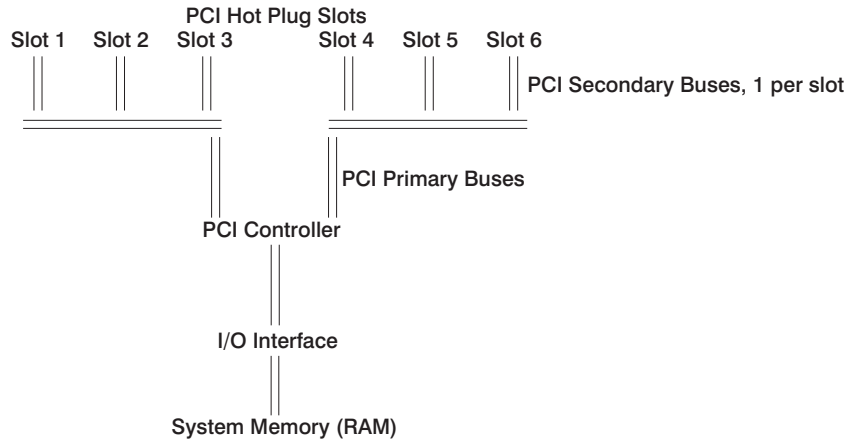 PCI Hot Plug Slots
Slot 1 Slot 2 Slot 3 Slot 4 Slot 5 Slot 6
PCI Secondary Buses, 1 per slot
PCI Primary Buses
PCI Controller
I/O Interface
System Memory (RAM)